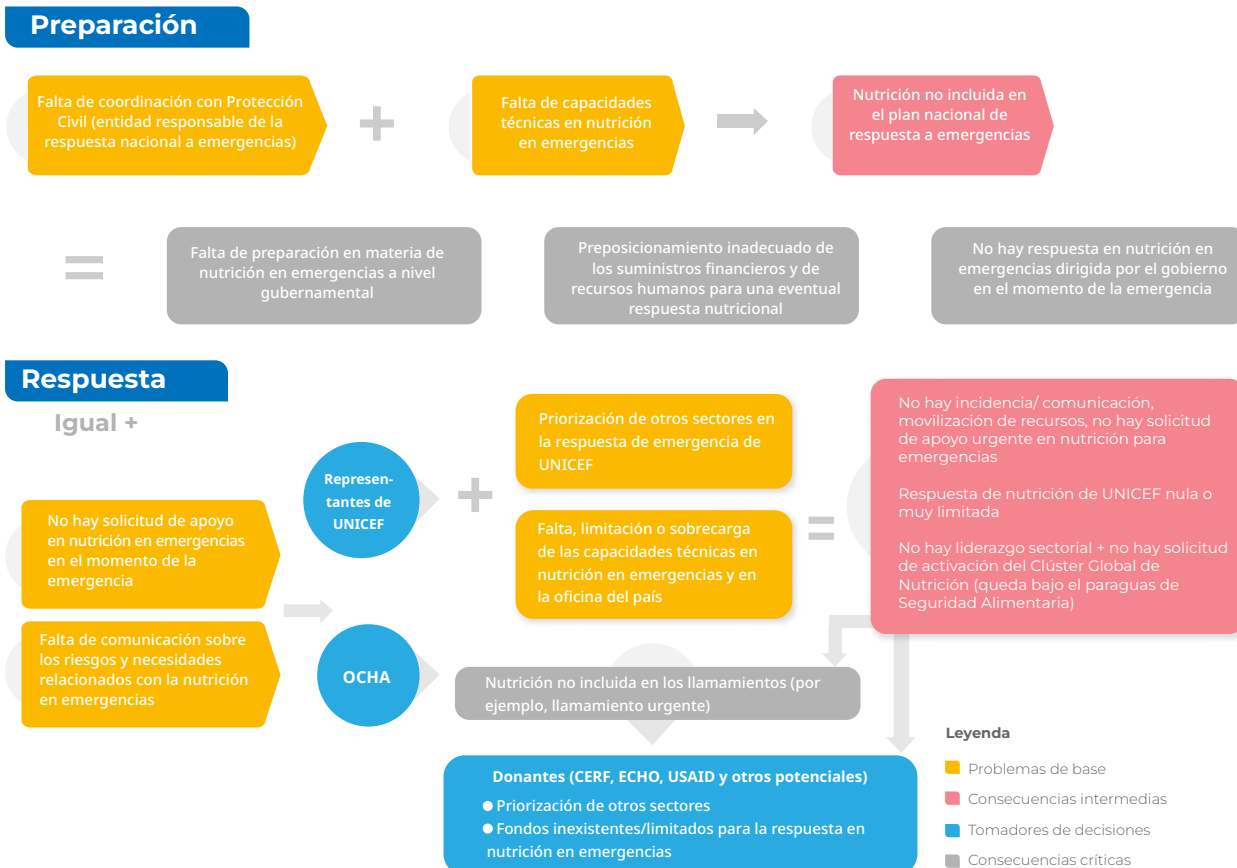 Preparación
Falta de coordinación con Protección
Civil (entidad responsable de la
respuesta nacional a emergencias)
+
Falta de capacidades
técnicas en nutrición
en emergencias
Nutrición no incluida en
el plan nacional de
respuesta a emergencias
=
Falta de preparación en materia de
nutrición en emergencias a nivel
gubernamental
Preposicionamiento inadecuado de
los suministros financieros y de
recursos humanos para una eventual
respuesta nutricional
No hay respuesta en nutrición en
emergencias dirigida por el gobierno
en el momento de la emergencia
Respuesta
Igual +
No hay solicitud de apoyo
en nutrición en emergencias
en el momento de la
emergencia
Falta de comunicación sobre
los riesgos y necesidades
relacionados con la nutrición
en emergencias
Represen-
tantes de
UNICEF
OCHA
+
Priorización de otros sectores en
la respuesta de emergencia de
UNICEF
Falta, limitación o sobrecarga
de las capacidades técnicas en
nutrición en emergencias y en
la oficina del país
=
No hay incidencia/ comunicación,
movilización de recursos, no hay solicitud
de apoyo urgente en nutrición para
emergencias
Respuesta de nutrición de UNICEF nula o
muy limitada
No hay liderazgo sectorial + no hay solicitud
de activación del Clúster Global de
Nutrición (queda bajo el paraguas de
Seguridad Alimentaria)
Nutrición no incluida en los llamamientos (por
ejemplo, llamamiento urgente)
Donantes (CERF, ECHO, USAID y otros potenciales)
● Priorización de otros sectores
● Fondos inexistentes/limitados para la respuesta en
nutrición en emergencias
Leyenda
Problemas de base
Consecuencias intermedias
Tomadores de decisiones
Consecuencias críticas